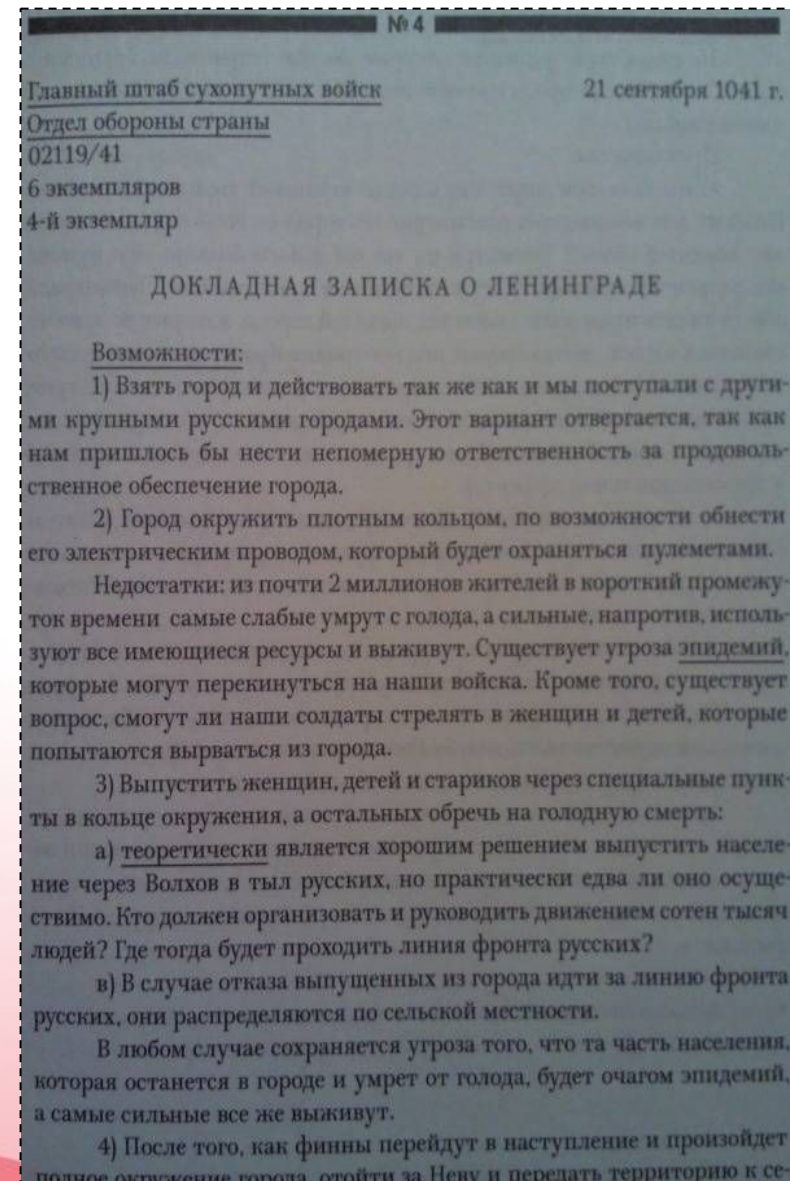 № 4
Главный штаб сухопутных войск 21 сентября 1041 г.
Отдел обороны страны
02119/41
6 экземпляров
4-й экземпляр
ДОКЛАДНАЯ ЗАПИСКА О ЛЕНИНГРАДЕ
Возможности:
1) Взять город и действовать так же как и мы поступали с други-
ми крупными русскими городами. Этот вариант отвергается, так как
нам пришлось бы нести непомерную ответственность за продоволь-
ственное обеспечение города.
2) Город окружить плотным кольцом, по возможности обнести
его электрическим проводом, который будет охраняться пулеметами.
Недостатки: из почти 2 миллионов жителей в короткий промежу-
ток времени самые слабые умрут с голода, а сильные, напротив, исполь-
зуют все имеющиеся ресурсы и выживут. Существует угроза эпидемий,
которые могут перекинуться на наши войска. Кроме того, существует
вопрос, смогут ли наши солдаты стрелять в женщин и детей, которые
попытаются вырваться из города.
3) Выпустить женщин, детей и стариков через специальные пунк-
ты в кольце окружения, а остальных обречь на голодную смерть:
а) теоретически является хорошим решением выпустить населе-
ние через Волхов в тыл русских, но практически едва ли оно осуще-
ствимо. Кто должен организовать и руководить движением сотен тысяч
людей? Где тогда будет проходить линия фронта русских?
в) В случае отказа выпущенных из города идти за линию фронта
русских, они распределяются по сельской местности.
В любом случае сохраняется угроза того, что та часть населения,
которая останется в городе и умрет от голода, будет очагом эпидемий,
а самые сильные все же выживут.
4) После того, как финны перейдут в наступление и произойдет
полное окружение города, отойти за Неву и передать территорию к се-